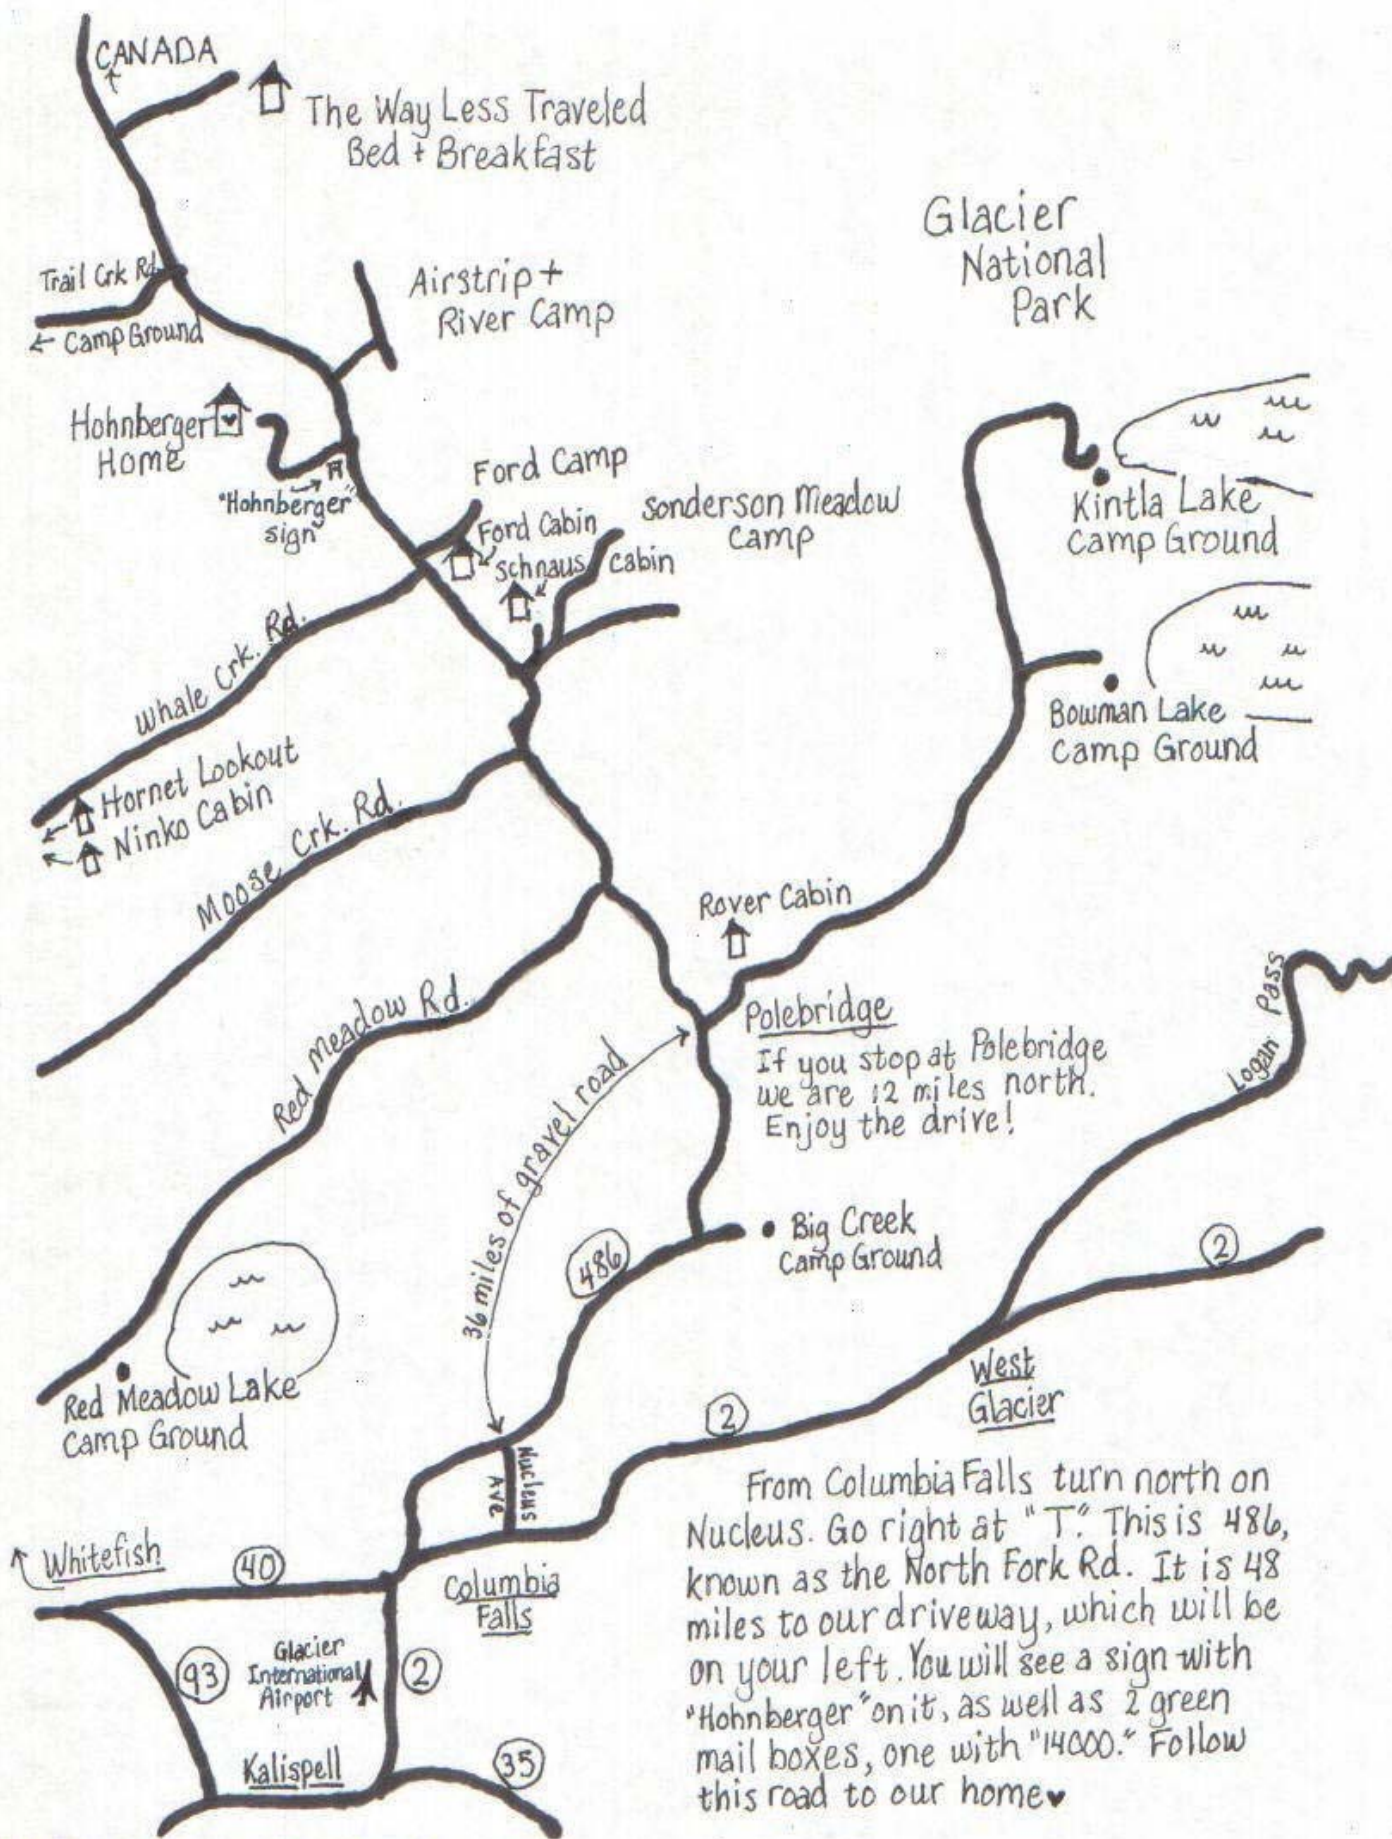 CANADA
The Way Less Traveled
Bed + Breakfast
Glacier
National
Park
Trail Crk Rd.
← Camp Ground
Airstrip +
River Camp
Hohnberger
Home
"Hohnberger"
sign
Ford Camp
Ford Cabin
Schnaus Cabin
Sonderson Meadow
Camp
Kintla Lake
Camp Ground
Whale Crk. Rd.
Bowman Lake
Camp Ground
Hornet Lookout
Ninko Cabin
Moose Crk. Rd.
Rover Cabin
Red Meadow Rd.
Polebridge
If you stop at Polebridge
we are 12 miles north.
Enjoy the drive!
Logan Pass
36 miles of gravel road
486
Big Creek
Camp Ground
2
Red Meadow Lake
Camp Ground
West
Glacier
2
Nucleus
Ave
Whitefish
40
Columbia
Falls
93
Glacier
International
Airport
2
Kalispell
35
From Columbia Falls turn north on
Nucleus. Go right at "T." This is 486,
known as the North Fork Rd. It is 48
miles to our driveway, which will be
on your left. You will see a sign with
"Hohnberger" on it, as well as 2 green
mail boxes, one with "14000." Follow
this road to our home♥